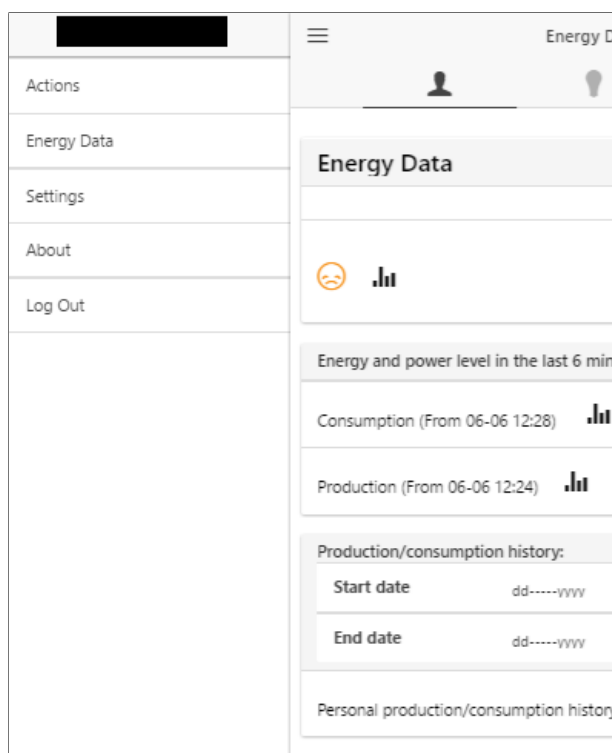 Actions
Energy Data
Settings
About
Log Out
Energy D
Energy Data
Energy and power level in the last 6 min
Consumption (From 06-06 12:28)
Production (From 06-06 12:24)
Production/consumption history:
Start date dd-----yyyy
End date dd-----yyyy
Personal production/consumption history